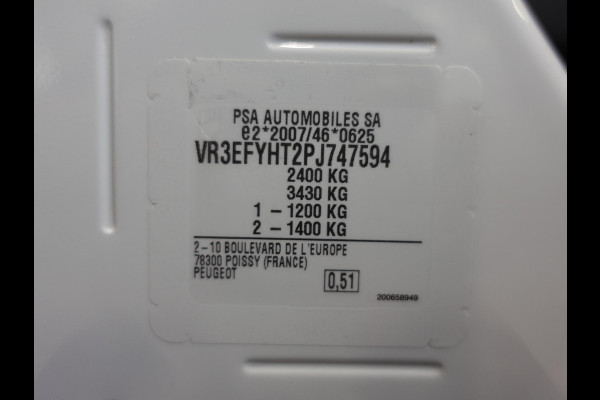 PSA AUTOMOBILES SA
e2*2007/46*0625
VR3EFYHT2PJ747594
2400 KG
3430 KG
1 – 1200 KG
2 – 1400 KG
2–10 BOULEVARD DE L'EUROPE
78300 POISSY (FRANCE)
PEUGEOT
0,51
200658949